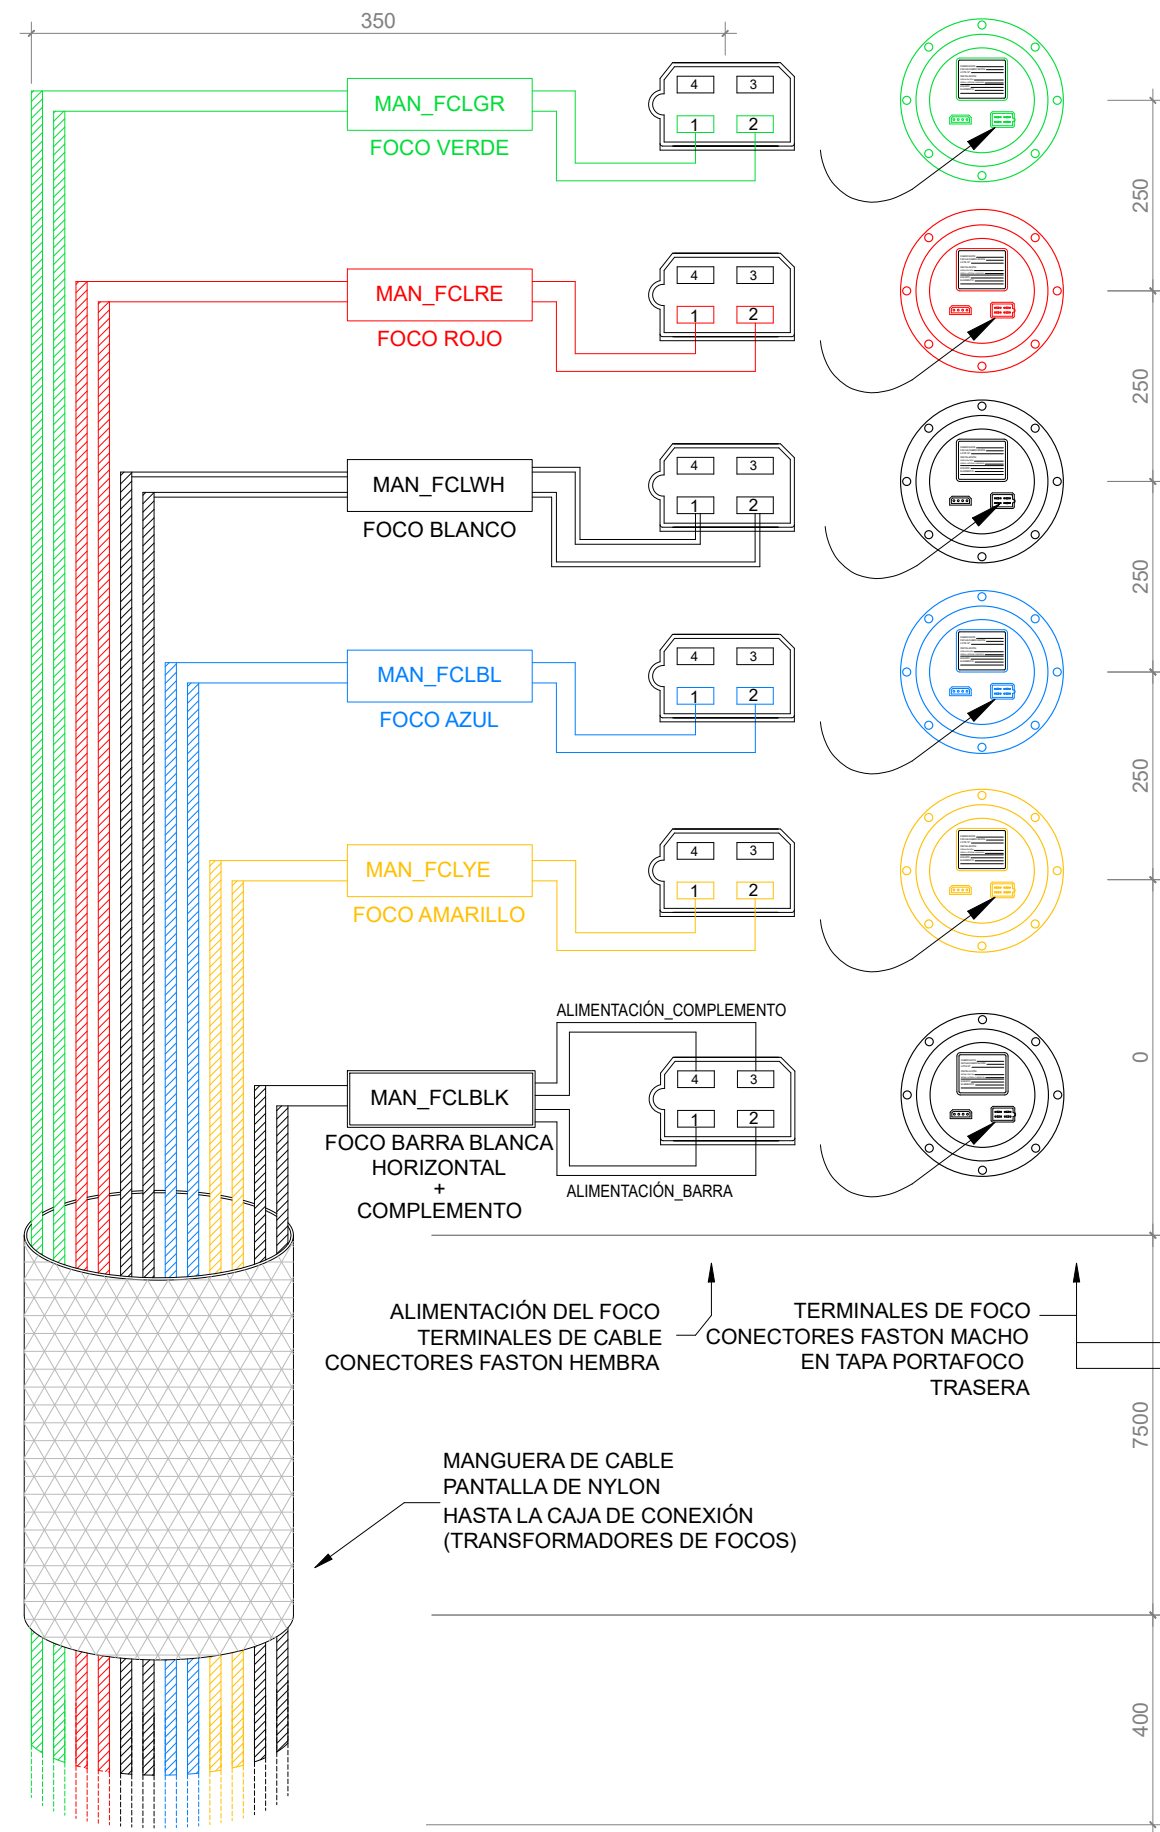 350
MAN_FCLGR
FOCO VERDE
4 3
1 2
250
MAN_FCLRE
FOCO ROJO
4 3
1 2
250
MAN_FCLWH
FOCO BLANCO
4 3
1 2
250
MAN_FCLBL
FOCO AZUL
4 3
1 2
250
MAN_FCLYE
FOCO AMARILLO
4 3
1 2
ALIMENTACIÓN_COMPLEMENTO
MAN_FCLBLK
4 3
1 2
0
FOCO BARRA BLANCA
HORIZONTAL
+
COMPLEMENTO
ALIMENTACIÓN_BARRA
ALIMENTACIÓN DEL FOCO
TERMINALES DE CABLE
CONECTORES FASTON HEMBRA
TERMINALES DE FOCO
CONECTORES FASTON MACHO
EN TAPA PORTAFOCO
TRASERA
7500
MANGUERA DE CABLE
PANTALLA DE NYLON
HASTA LA CAJA DE CONEXIÓN
(TRANSFORMADORES DE FOCOS)
400